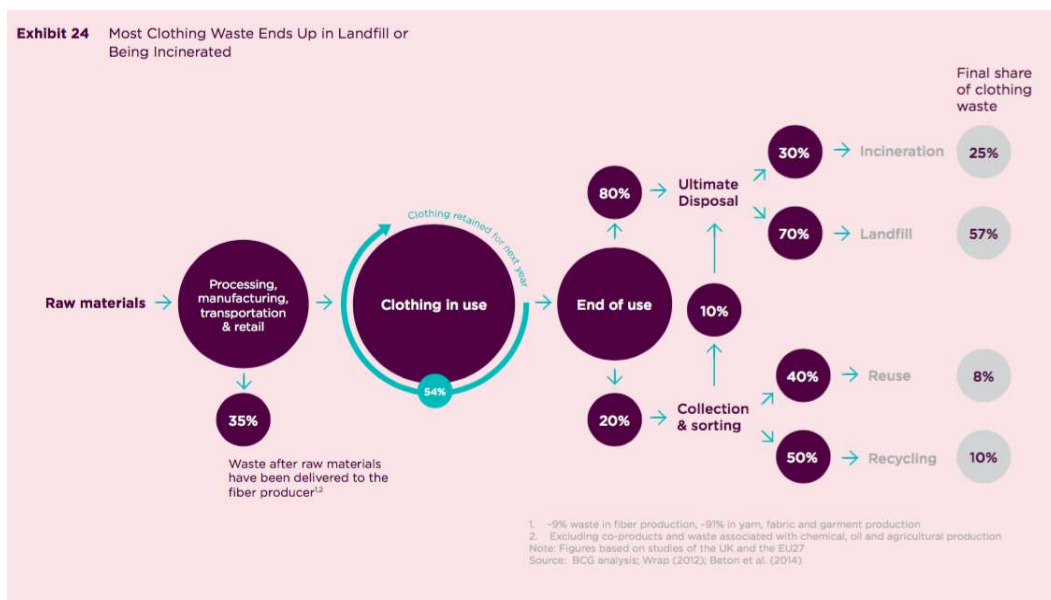 Exhibit 24 Most Clothing Waste Ends Up in Landfill or
Being Incinerated
Final share
of clothing
waste
Raw materials
Processing,
manufacturing,
transportation
& retail
35%
Waste after raw materials
have been delivered to the
fiber producer1,2
Clothing retained for next year
Clothing in use
54%
End of use
80%
Ultimate
Disposal
30%
Incineration
25%
70%
Landfill
57%
10%
20%
Collection
& sorting
40%
Reuse
8%
50%
Recycling
10%
1. ~9% waste in fiber production, ~91% in yarn, fabric and garment production
2. Excluding co-products and waste associated with chemical, oil and agricultural production
Note: Figures based on studies of the UK and the EU27
Source: BCG analysis; Wrap (2012); Beton et al. (2014)